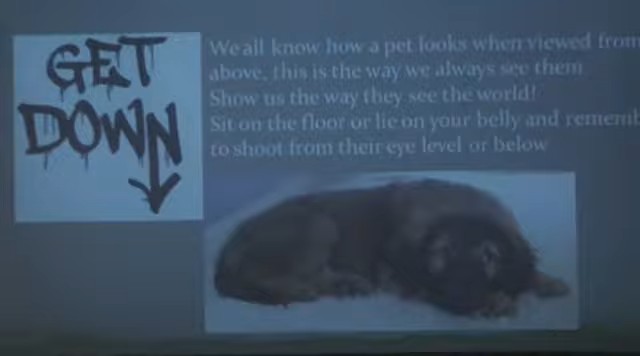 GET
DOWN
We all know how a pet looks when viewed from
above, this is the way we always see them
Show us the way they see the world!
Sit on the floor or lie on your belly and
to shoot from their eye level or below